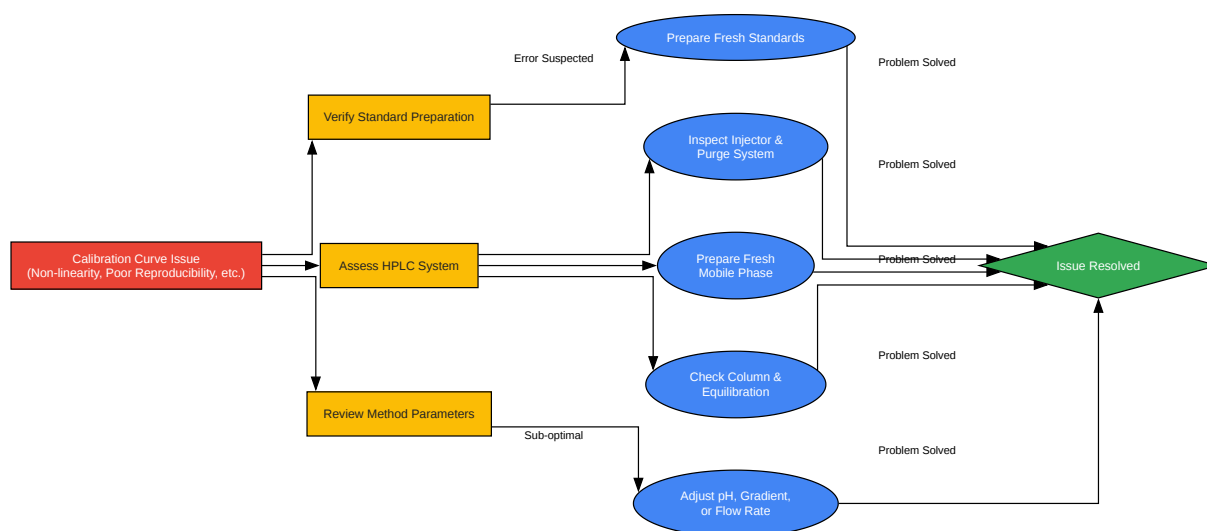 Prepare Fresh Standards
Error Suspected
Problem Solved
Verify Standard Preparation
Inspect Injector &
Purge System
Problem Solved
Calibration Curve Issue
(Non-linearity, Poor Reproducibility, etc.)
Assess HPLC System
Prepare Fresh
Mobile Phase
Problem Solved
Issue Resolved
Check Column &
Equilibration
Problem Solved
Review Method Parameters
Sub-optimal
Problem Solved
Adjust pH, Gradient,
or Flow Rate